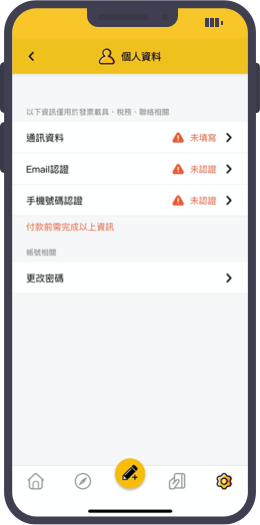 個人資料
以下資訊僅用於發票載具、稅務、聯絡相關
通訊資料 未填寫
Email認證 未認證
手機號碼認證 未認證
付款前需完成以上資訊
帳號相關
更改密碼